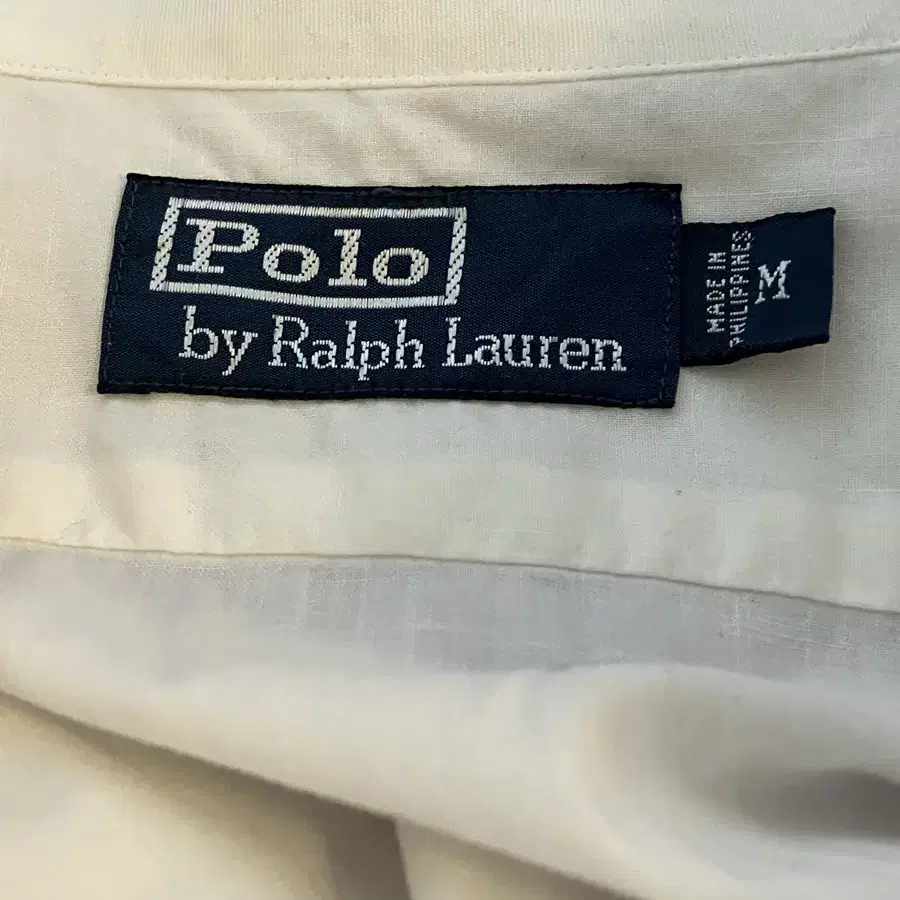 Polo
by Ralph Lauren
MADE IN
PHILIPPINES
M